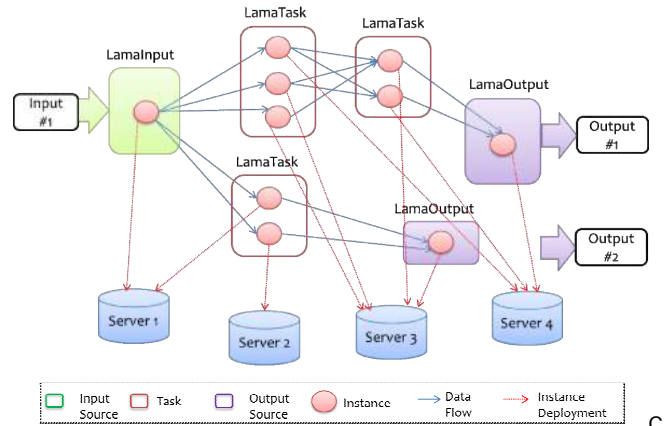 LamaTask
LamaTask
LamaInput
LamaOutput
Input
#1
Output
#1
LamaTask
LamaOutput
Output
#2
Server 1
Server 2
Server 3
Server 4
Input
Source
Task
Output
Source
Instance
Data
Flow
Instance
Deployment